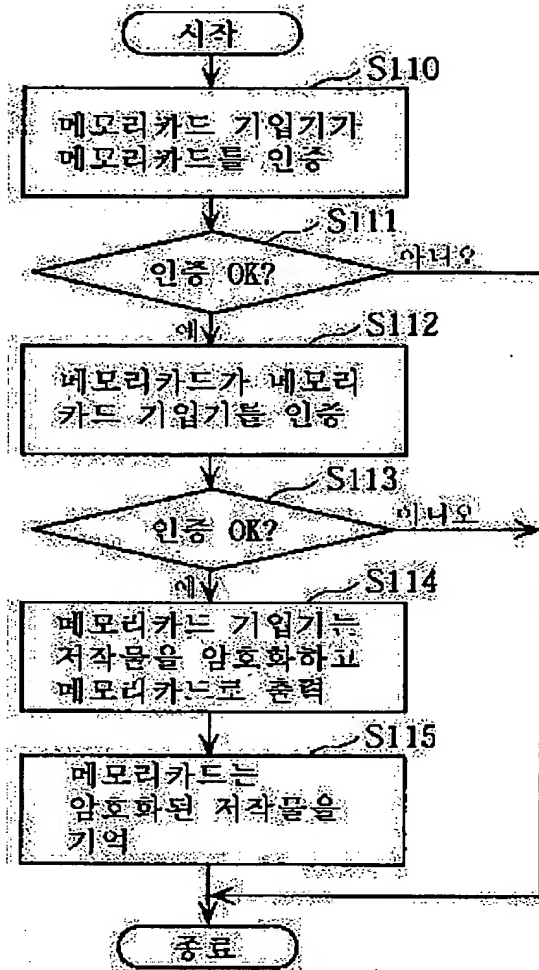 시작
S110
메모리카드 기입기가
메모리카드를 인증
S111
인증 OK?
아니오
예
S112
메모리카드가 메모리
카드 기입기를 인증
S113
인증 OK?
아니오
예
S114
메모리카드 기입기는
저작물을 암호화하고
메모리카드로 출력
S115
메모리카드는
암호화된 저작물을
기억
종료